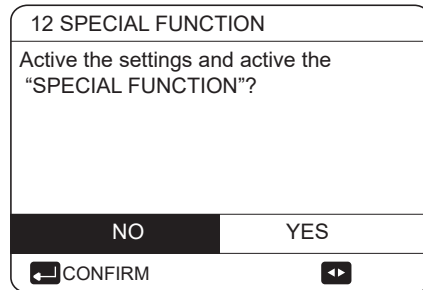 12 SPECIAL FUNCTION
Active the settings and active the
“SPECIAL FUNCTION”?
NO YES
CONFIRM